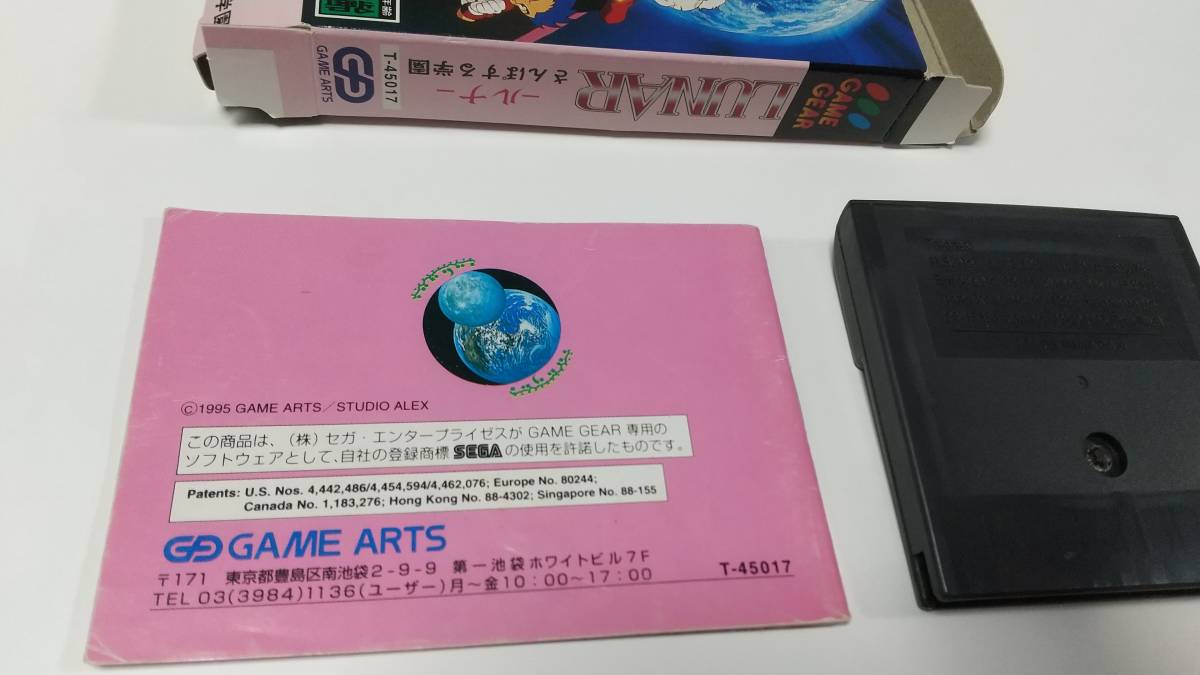 学園
年齢
GAME ARTS
T-45017
LUNAR
-ルナ-
さんぽする学園
GAME GEAR
©1995 GAME ARTS/STUDIO ALEX
この商品は、(株)セガ・エンタープライゼスが GAME GEAR 専用の
ソフトウェアとして、自社の登録商標 SEGA の使用を許諾したものです。
Patents: U.S. Nos. 4,442,486/4,454,594/4,462,076; Europe No. 80244;
Canada No. 1,183,276; Hong Kong No. 88-4302; Singapore No. 88-155
GAME ARTS
〒171 東京都豊島区南池袋2-9-9 第一池袋ホワイトビル7F
T-45017
TEL 03(3984)1136(ユーザー)月~金10:00~17:00